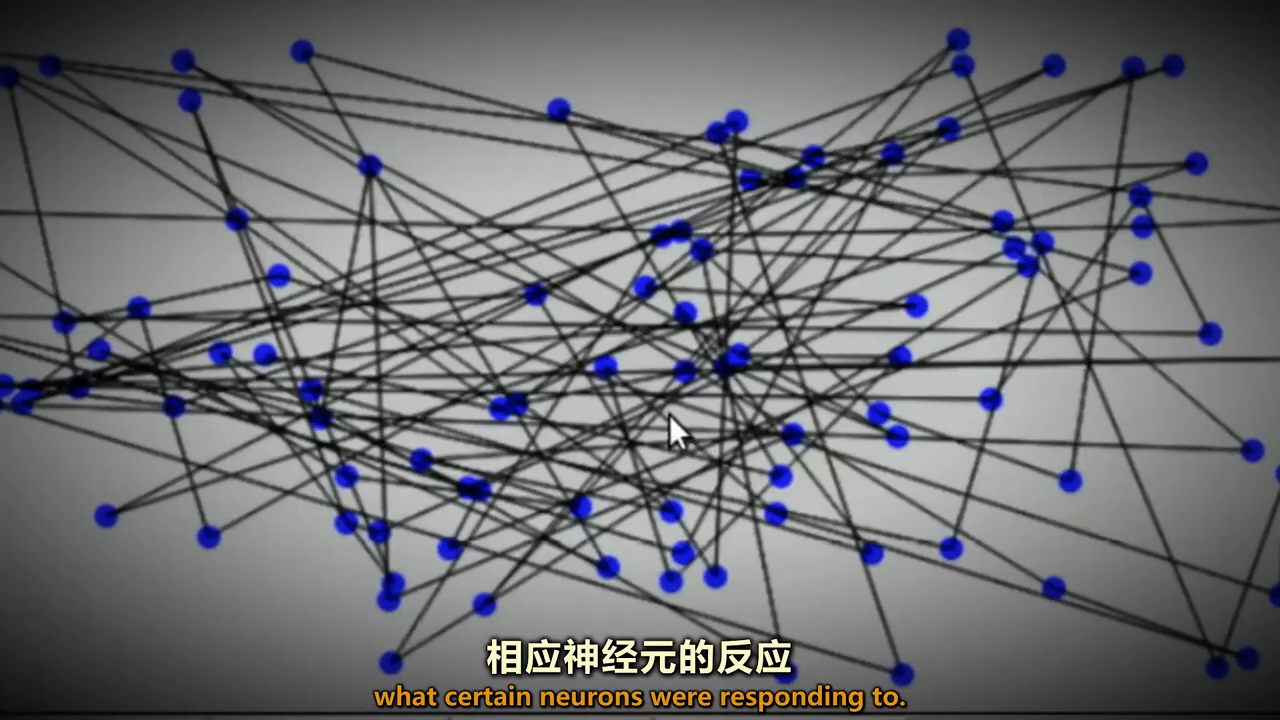 相应神经元的反应
what certain neurons were responding to.